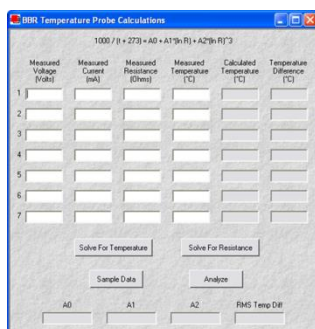 BBR Temperature Probe Calculations
1000 / (t + 273) = A0 + A1*(ln R) + A2*(ln R)^3
Measured Voltage (Volts)
Measured Current (mA)
Measured Resistance (Ohms)
Measured Temperature (°C)
Calculated Temperature (°C)
Temperature Difference (°C)
1
2
3
4
5
6
7
Solve For Temperature
Solve For Resistance
Sample Data
Analyze
A0
A1
A2
RMS Temp Diff